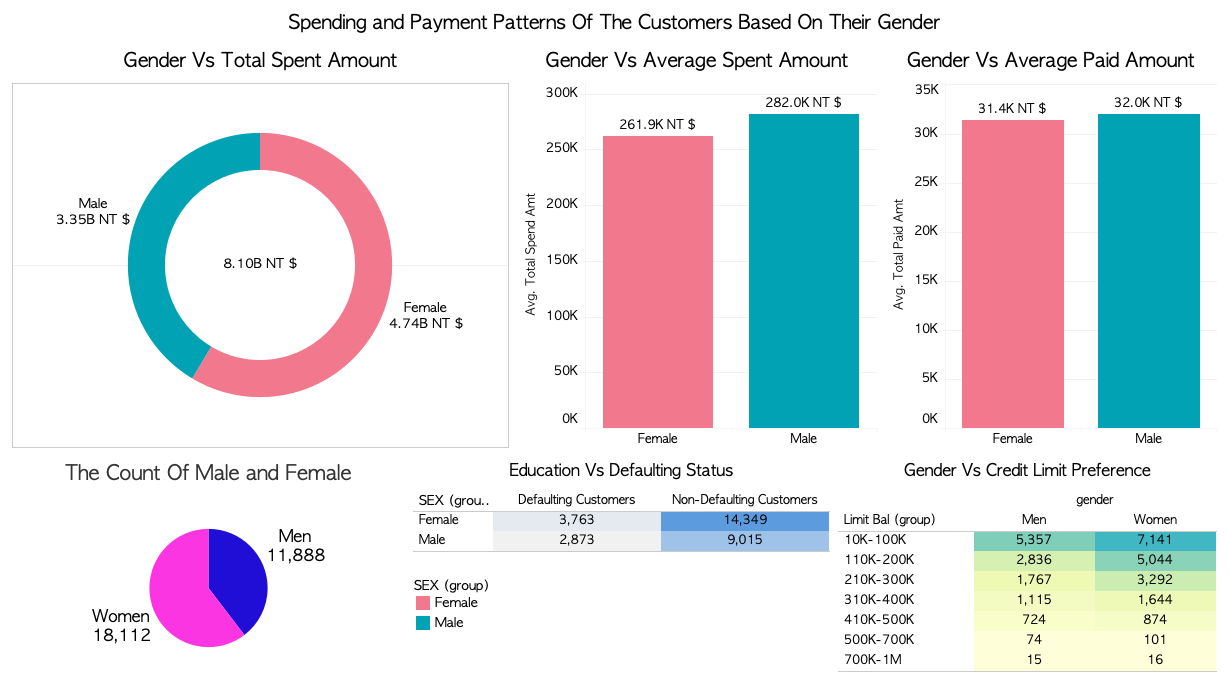 Spending and Payment Patterns Of The Customers Based On Their Gender
Gender Vs Total Spent Amount
Male
3.35B NT $
8.10B NT $
Female
4.74B NT $
Gender Vs Average Spent Amount
Avg. Total Spend Amt
300K
250K
200K
150K
100K
50K
0K
261.9K NT $
282.0K NT $
Female
Male
Gender Vs Average Paid Amount
Avg. Total Paid Amt
35K
30K
25K
20K
15K
10K
5K
0K
31.4K NT $
32.0K NT $
Female
Male
The Count Of Male and Female
Men
11,888
Women
18,112
Education Vs Defaulting Status
SEX (grou.. Defaulting Customers Non-Defaulting Customers
Female 3,763 14,349
Male 2,873 9,015
SEX (group)
Female
Male
Gender Vs Credit Limit Preference
gender
Limit Bal (group) Men Women
10K-100K 5,357 7,141
110K-200K 2,836 5,044
210K-300K 1,767 3,292
310K-400K 1,115 1,644
410K-500K 724 874
500K-700K 74 101
700K-1M 15 16